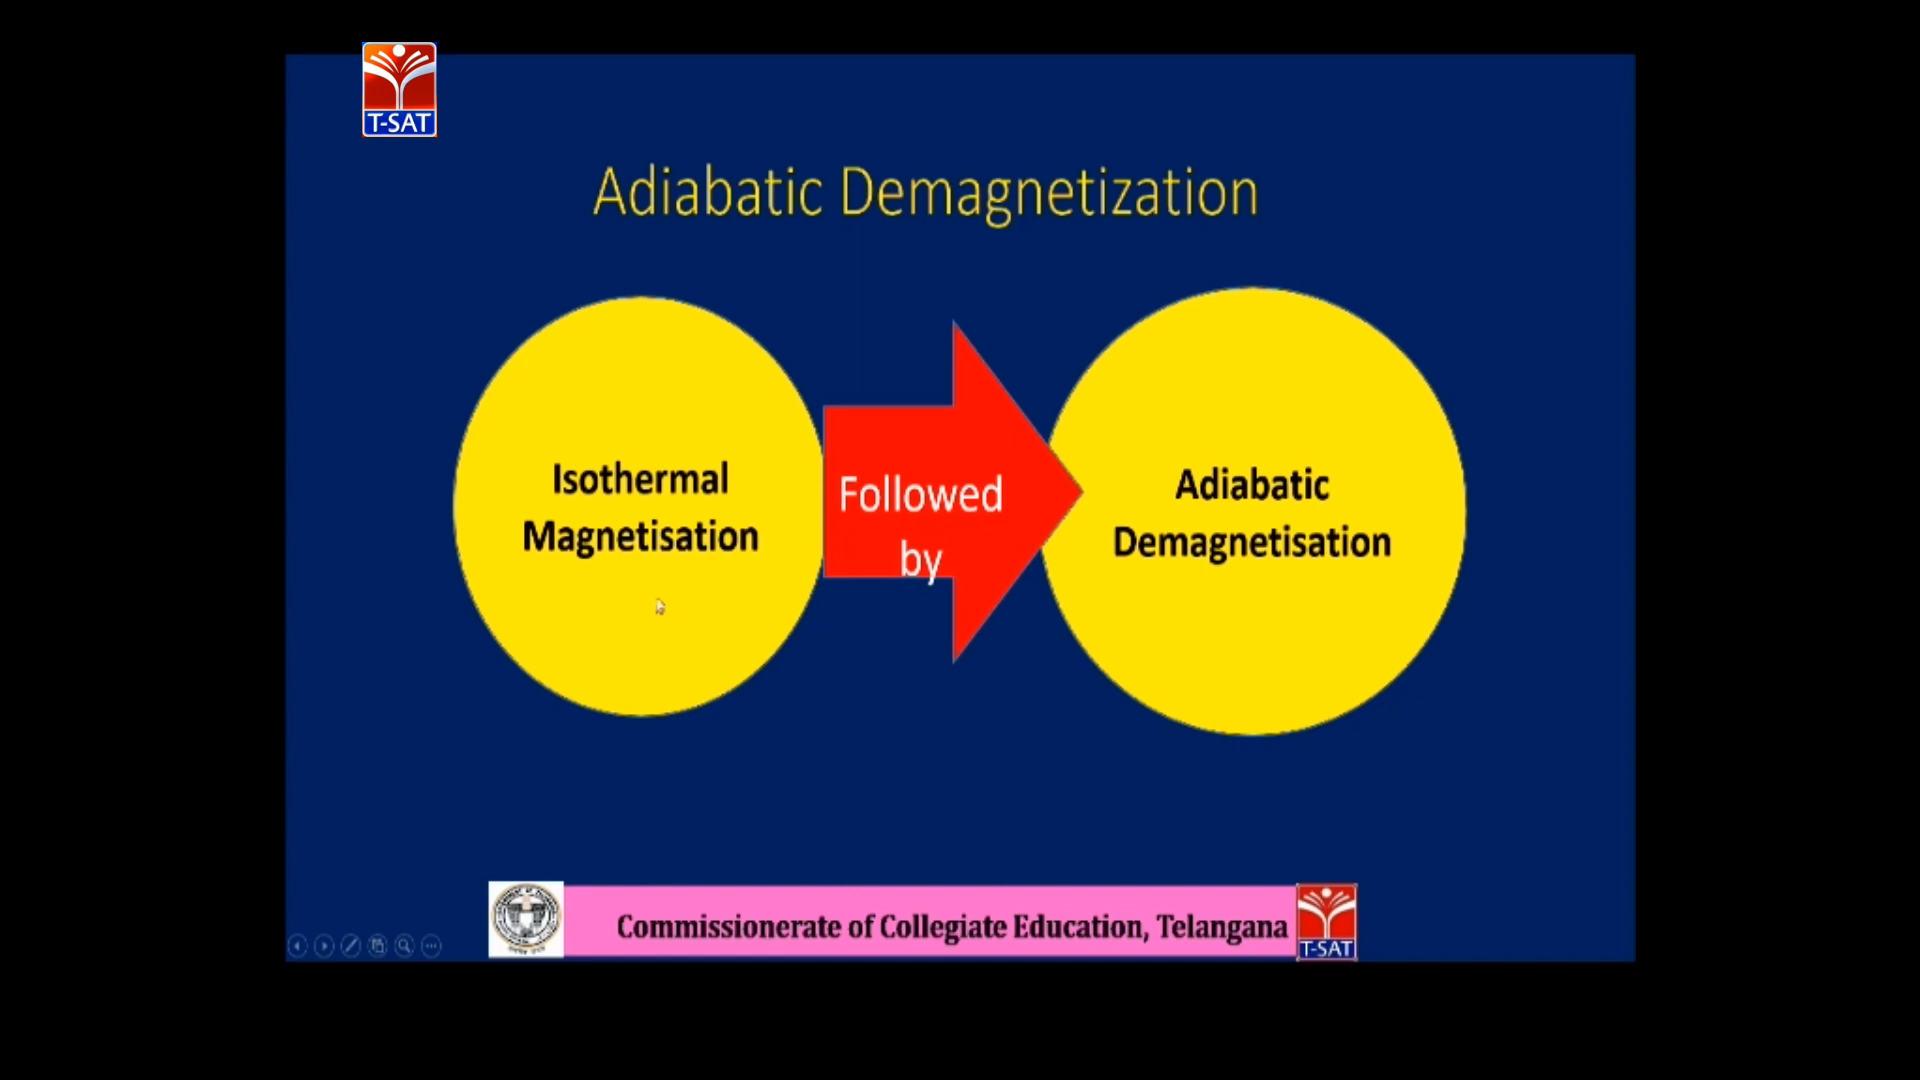 T-SAT
Adiabatic Demagnetization
Isothermal
Magnetisation
Followed
by
Adiabatic
Demagnetisation
Commissionerate of Collegiate Education, Telangana
T-SAT